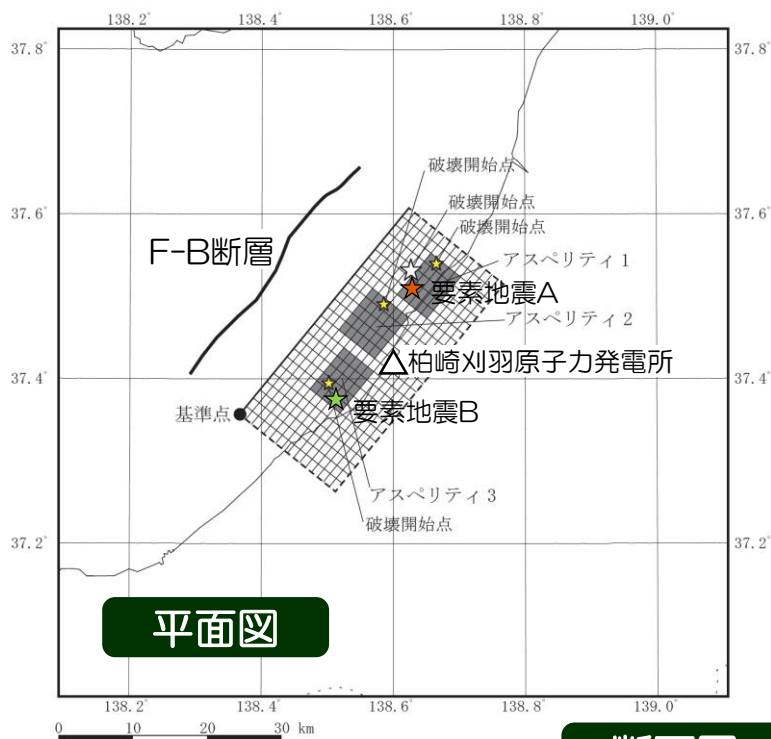 138.2° 138.4° 138.6° 138.8° 139.0°
37.8° 37.8°
破壊開始点
破壊開始点
37.6° 37.6°
破壊開始点
F-B断層
アスペリティ1
要素地震A
アスペリティ2
柏崎刈羽原子力発電所
37.4° 37.4°
基準点
要素地震B
アスペリティ3
破壊開始点
37.2° 37.2°
平面図
138.2° 138.4° 138.6° 138.8° 139.0°
0 10 20 30 km